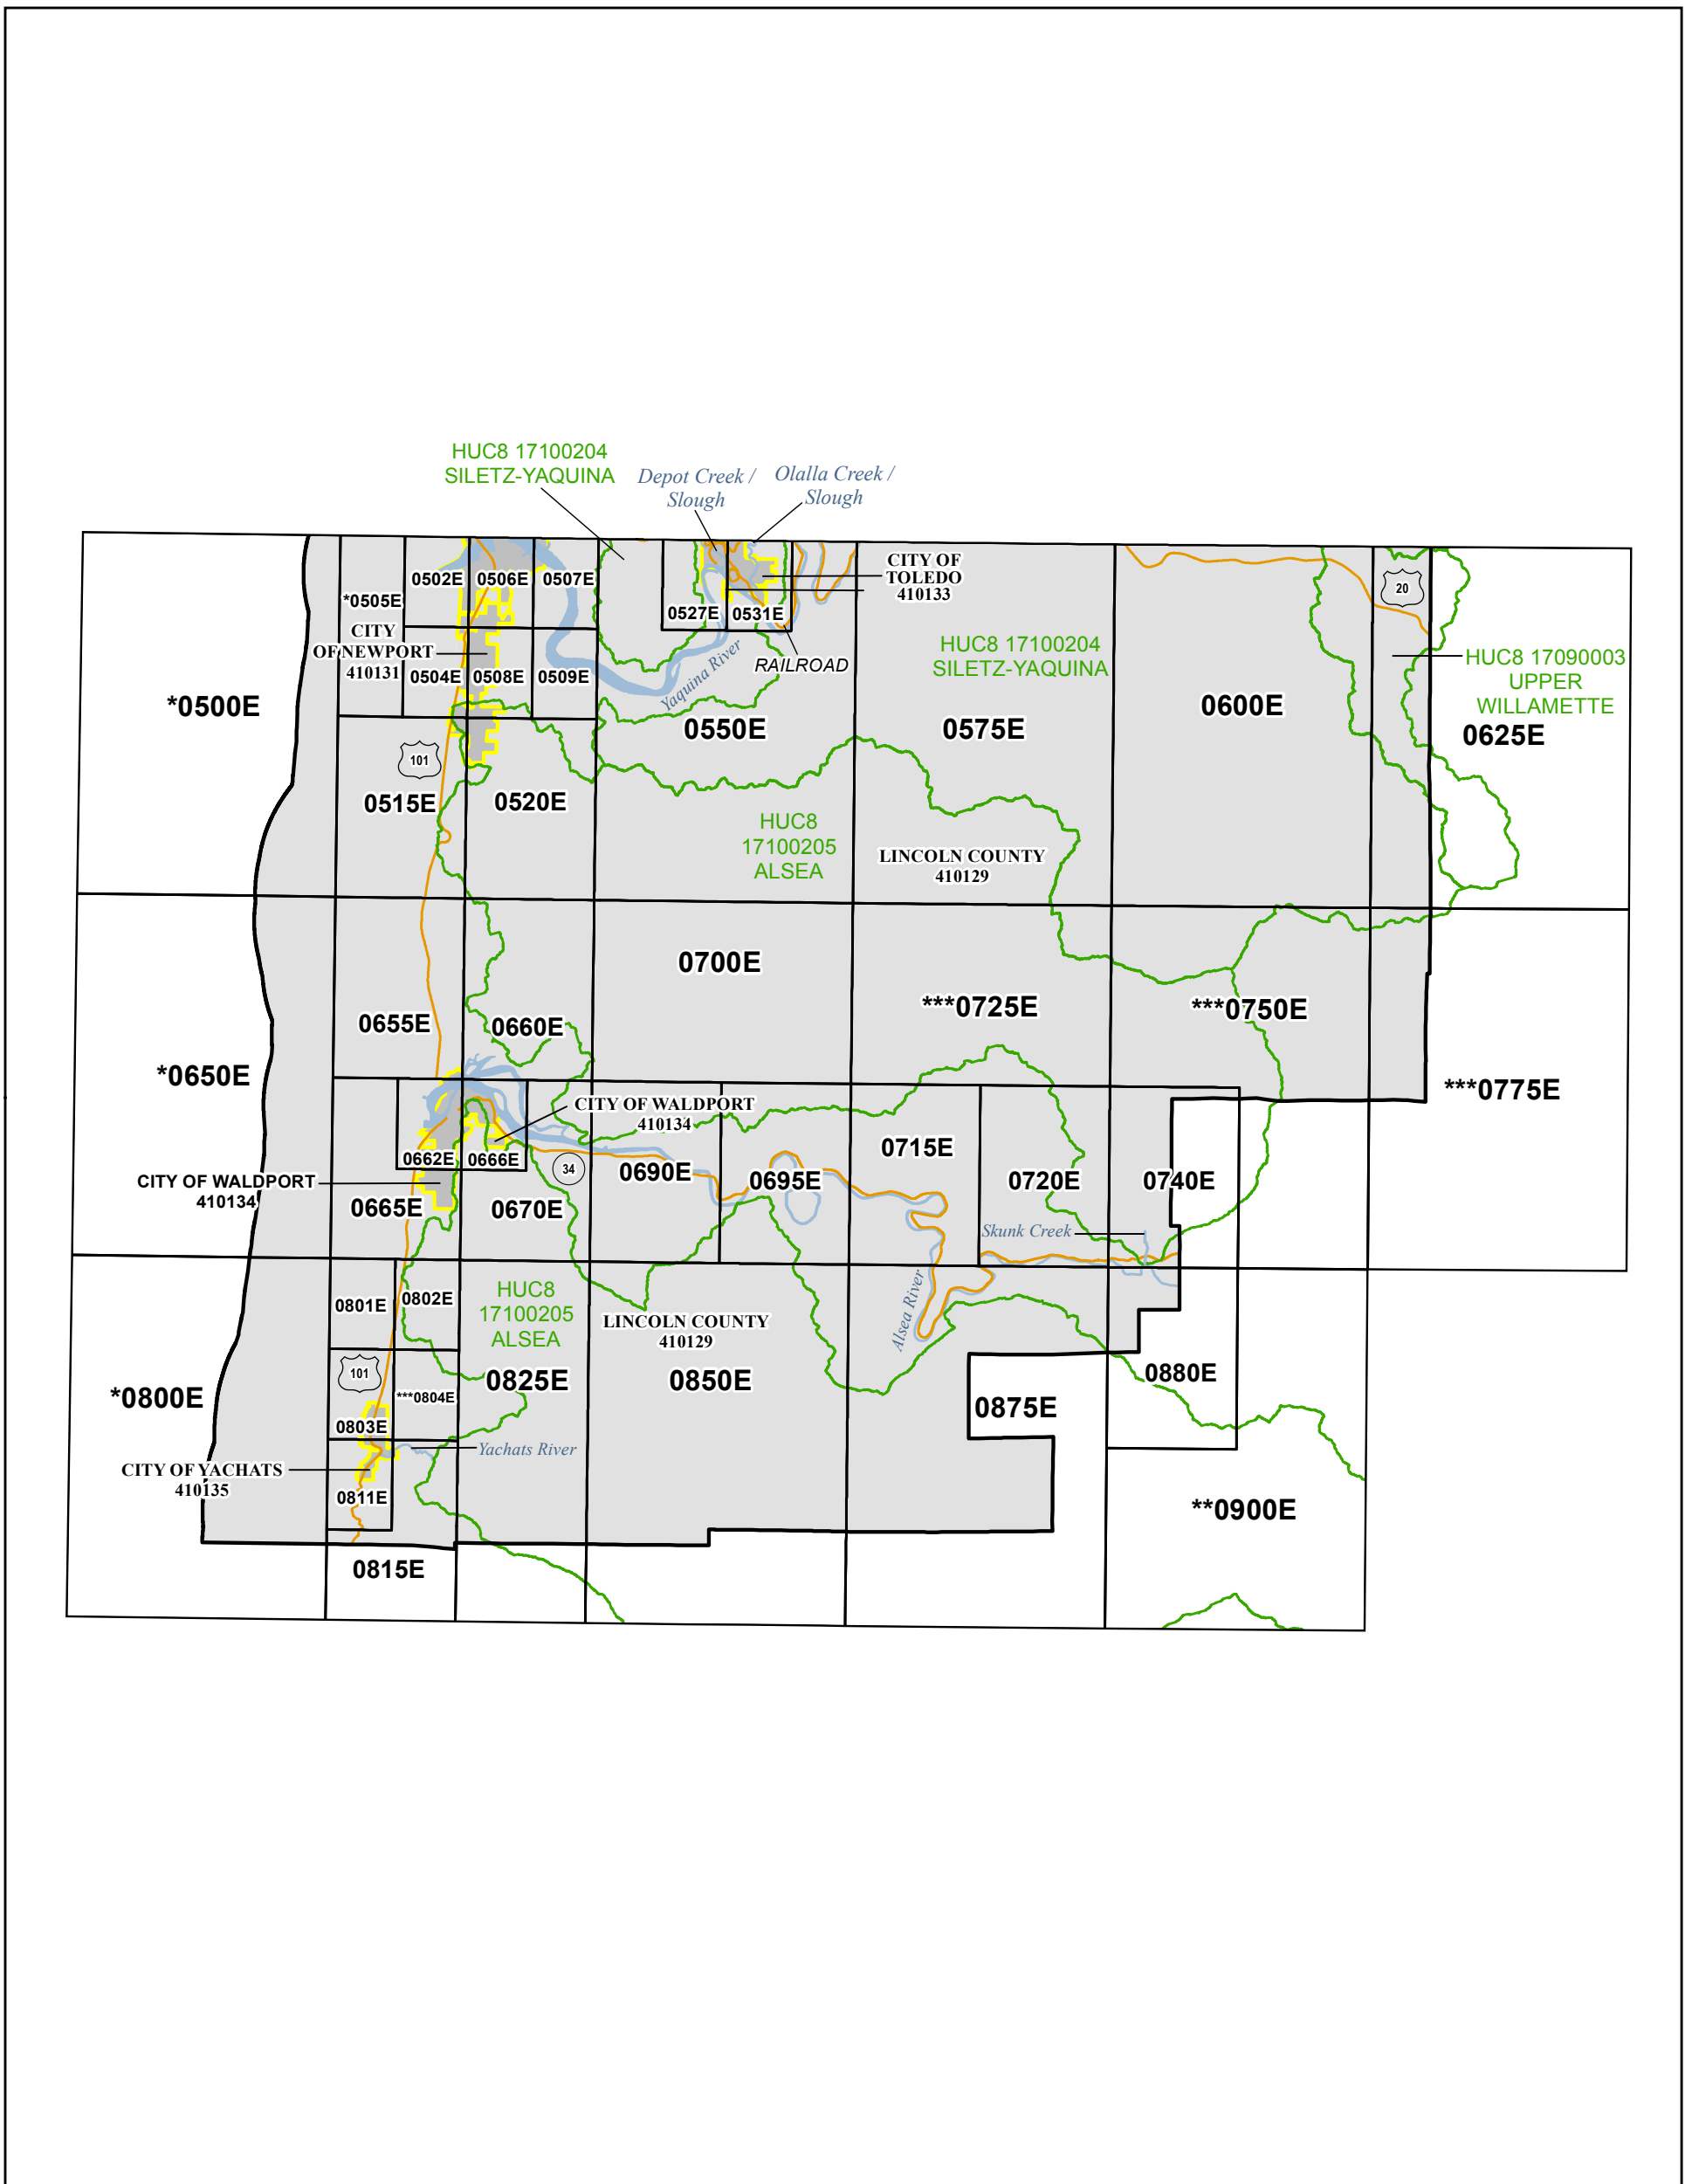 HUC8 17100204
SILETZ-YAQUINA
Depot Creek /
Slough
Olalla Creek /
Slough
0502E
0506E
0507E
*0505E
CITY
OF NEWPORT
410131
0504E
0508E
0509E
0527E
0531E
CITY OF
TOLEDO
410133
RAILROAD
Yaquina River
HUC8 17100204
SILETZ-YAQUINA
20
HUC8 17090003
UPPER
WILLAMETTE
*0500E
0550E
0575E
0600E
0625E
101
0515E
0520E
HUC8
17100205
ALSEA
LINCOLN COUNTY
410129
0700E
***0725E
***0750E
0655E
0660E
*0650E
***0775E
CITY OF WALDPORT
410134
0662E
0666E
34
0690E
0695E
0715E
0720E
0740E
CITY OF WALDPORT
410134
0665E
0670E
Skunk Creek
Alsea River
0801E
0802E
HUC8
17100205
ALSEA
LINCOLN COUNTY
410129
101
***0804E
0825E
0850E
0875E
0880E
*0800E
0803E
Yachats River
CITY OF YACHATS
410135
0811E
**0900E
0815E